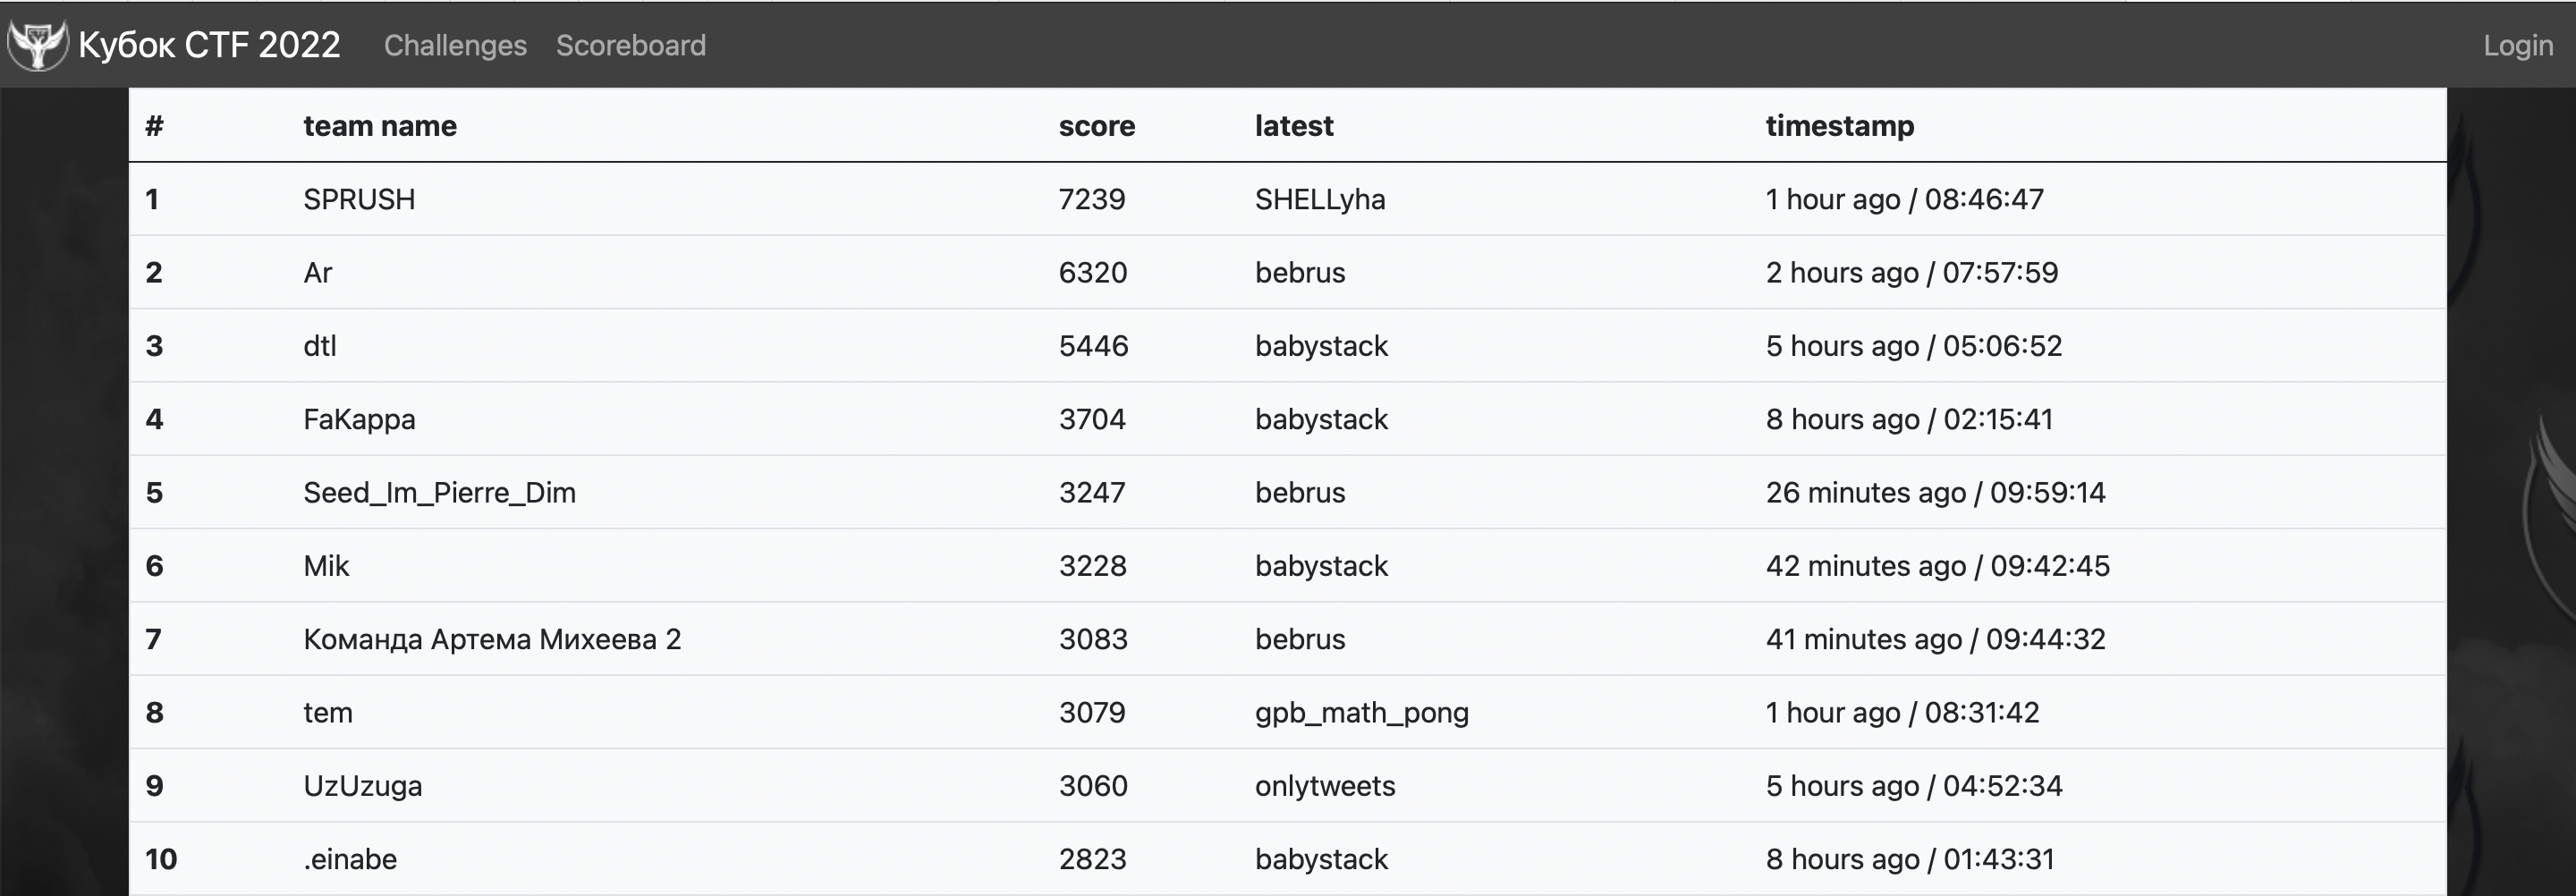 Кубок CTF 2022 Challenges Scoreboard Login
# team name score latest timestamp
1 SPRUSH 7239 SHELLyha 1 hour ago / 08:46:47
2 Ar 6320 bebrus 2 hours ago / 07:57:59
3 dtl 5446 babystack 5 hours ago / 05:06:52
4 FaKappa 3704 babystack 8 hours ago / 02:15:41
5 Seed_Im_Pierre_Dim 3247 bebrus 26 minutes ago / 09:59:14
6 Mik 3228 babystack 42 minutes ago / 09:42:45
7 Команда Артема Михеева 2 3083 bebrus 41 minutes ago / 09:44:32
8 tem 3079 gpb_math_pong 1 hour ago / 08:31:42
9 UzUzuga 3060 onlytweets 5 hours ago / 04:52:34
10 .einabe 2823 babystack 8 hours ago / 01:43:31